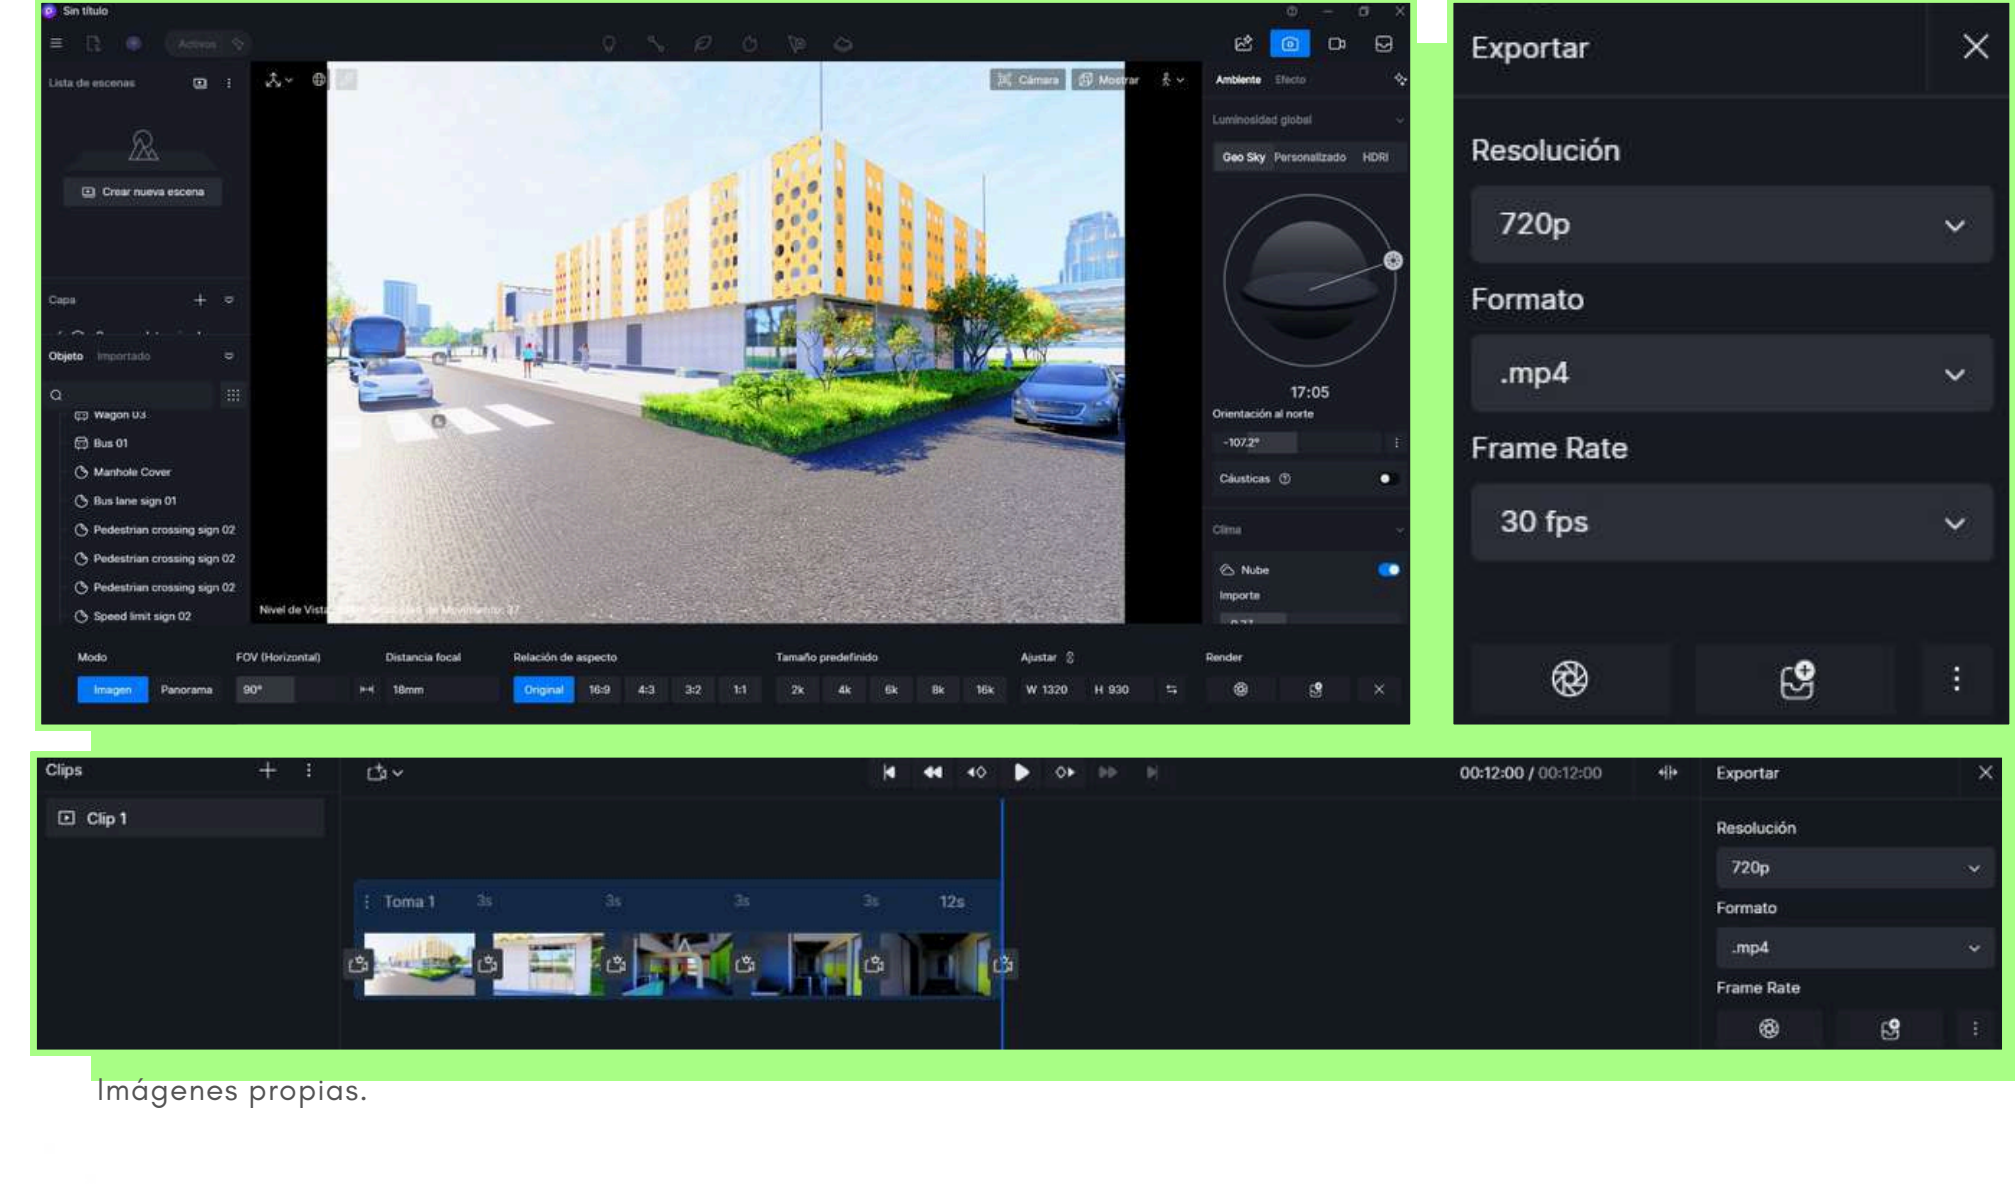 Sin título
Activos
Lista de escenas
Crear nueva escena
Capa
Objeto Importado
Wagon 03
Bus 01
Manhole Cover
Bus lane sign 01
Pedestrian crossing sign 02
Pedestrian crossing sign 02
Pedestrian crossing sign 02
Speed limit sign 02
Cámara Mostrar
Nivel de Vista
Ambiente Efecto
Luminosidad global
Geo Sky Personalizado HDRI
17:05
Orientación al norte
-107.2°
Cáusticas
Clima
Nube
Importe
Modo
Imagen Panorama
FOV (Horizontal)
90°
Distancia focal
18mm
Relación de aspecto
Original 16:9 4:3 3:2 1:1
Tamaño predefinido
2k 4k 6k 8k 16k
Ajustar
W 1320 H 930
Render
Exportar
Resolución
720p
Formato
.mp4
Frame Rate
30 fps
Clips
Clip 1
00:12:00 / 00:12:00
Toma 1 3s 3s 3s 3s 12s
Exportar
Resolución
720p
Formato
.mp4
Frame Rate
Imágenes propias.